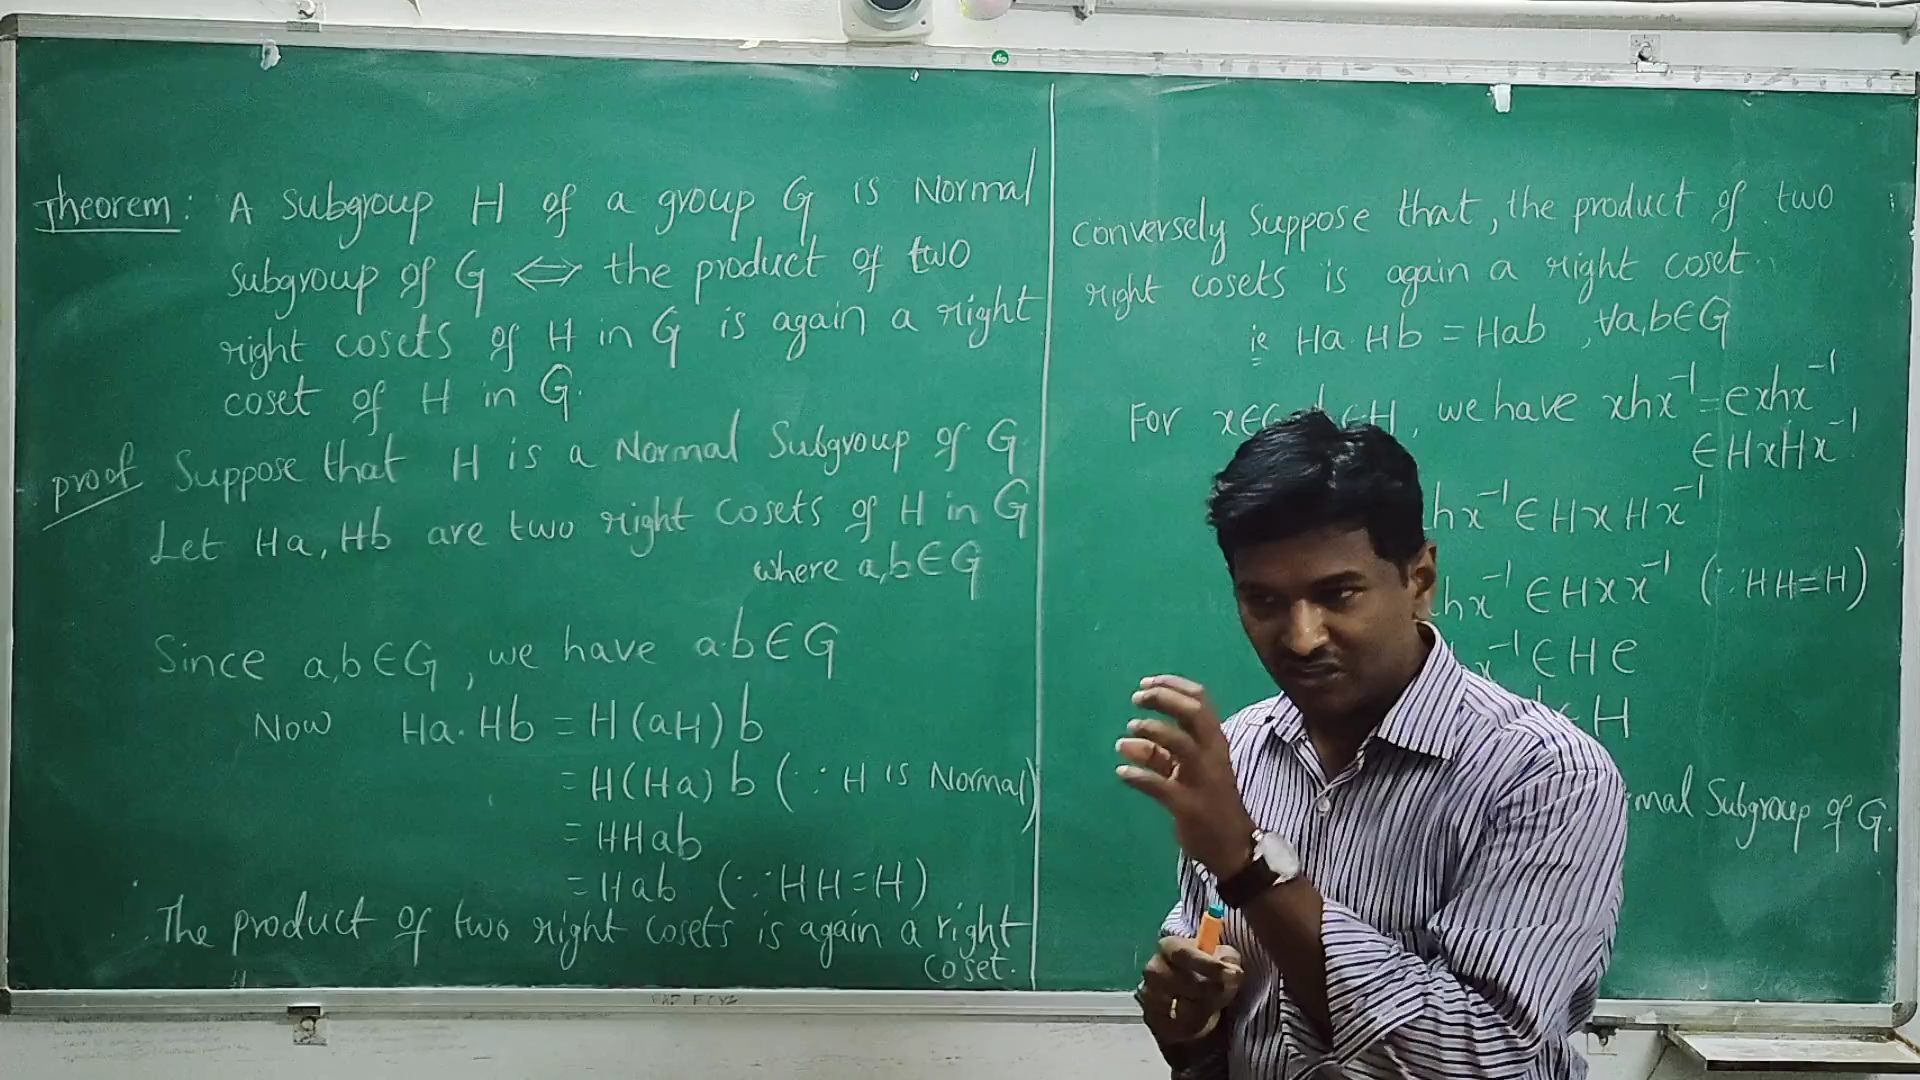 Jio
Theorem: A Subgroup H of a group G is Normal
subgroup of G ⟺ the product of two
right cosets of H in G is again a right
coset of H in G.
proof Suppose that H is a Normal Subgroup of G
Let Ha, Hb are two right cosets of H in G
where a,b∈G
Since a,b∈G, we have a·b∈G
Now Ha·Hb = H(aH)b
= H(Ha)b (∵ H is Normal)
= HHab
= Hab (∵HH=H)
∴ The product of two right cosets is again a right
coset.
Conversely Suppose that, the product of two
right cosets is again a right coset.
ie Ha·Hb = Hab, ∀a,b∈G
For x∈G, h∈H, we have xhx⁻¹ = exhx⁻¹
∈HxHx⁻¹
hx⁻¹∈HxHx⁻¹
hx⁻¹∈Hxx⁻¹ (∵HH=H)
x⁻¹∈He
∈H
mal Subgroup of G.